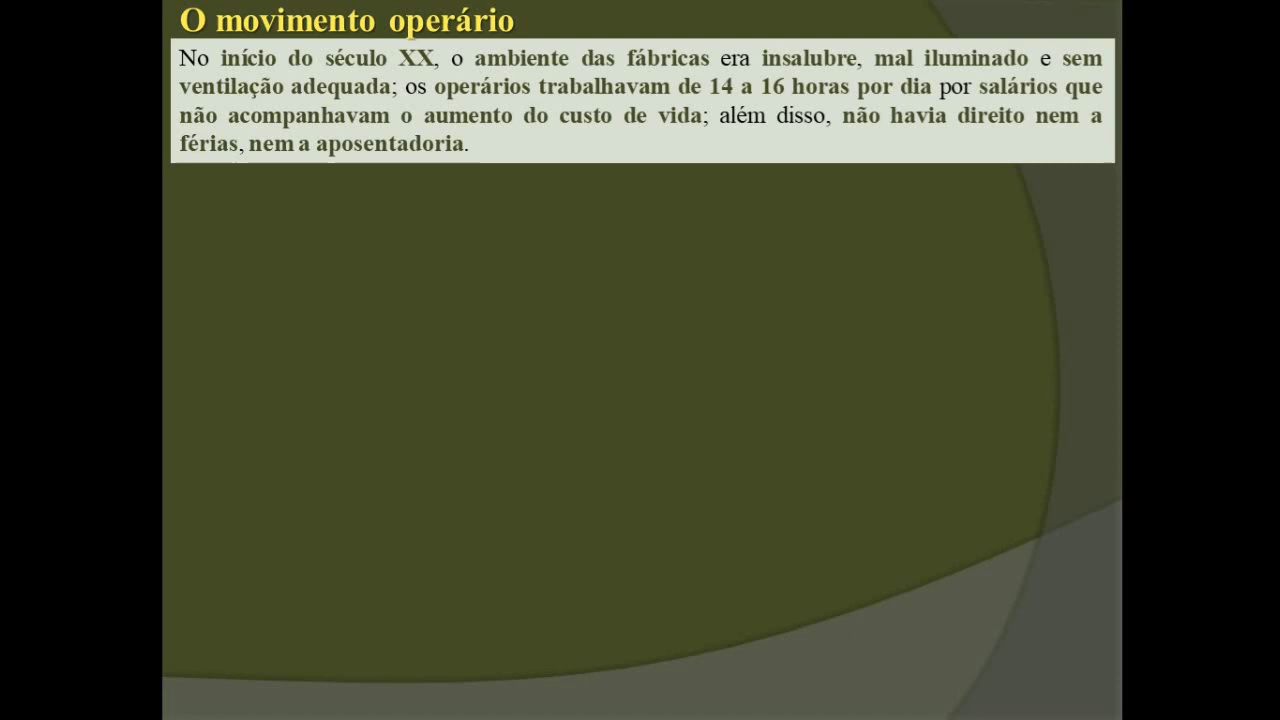 O movimento operário
No início do século XX, o ambiente das fábricas era insalubre, mal iluminado e sem
ventilação adequada; os operários trabalhavam de 14 a 16 horas por dia por salários que
não acompanhavam o aumento do custo de vida; além disso, não havia direito nem a
férias, nem a aposentadoria.